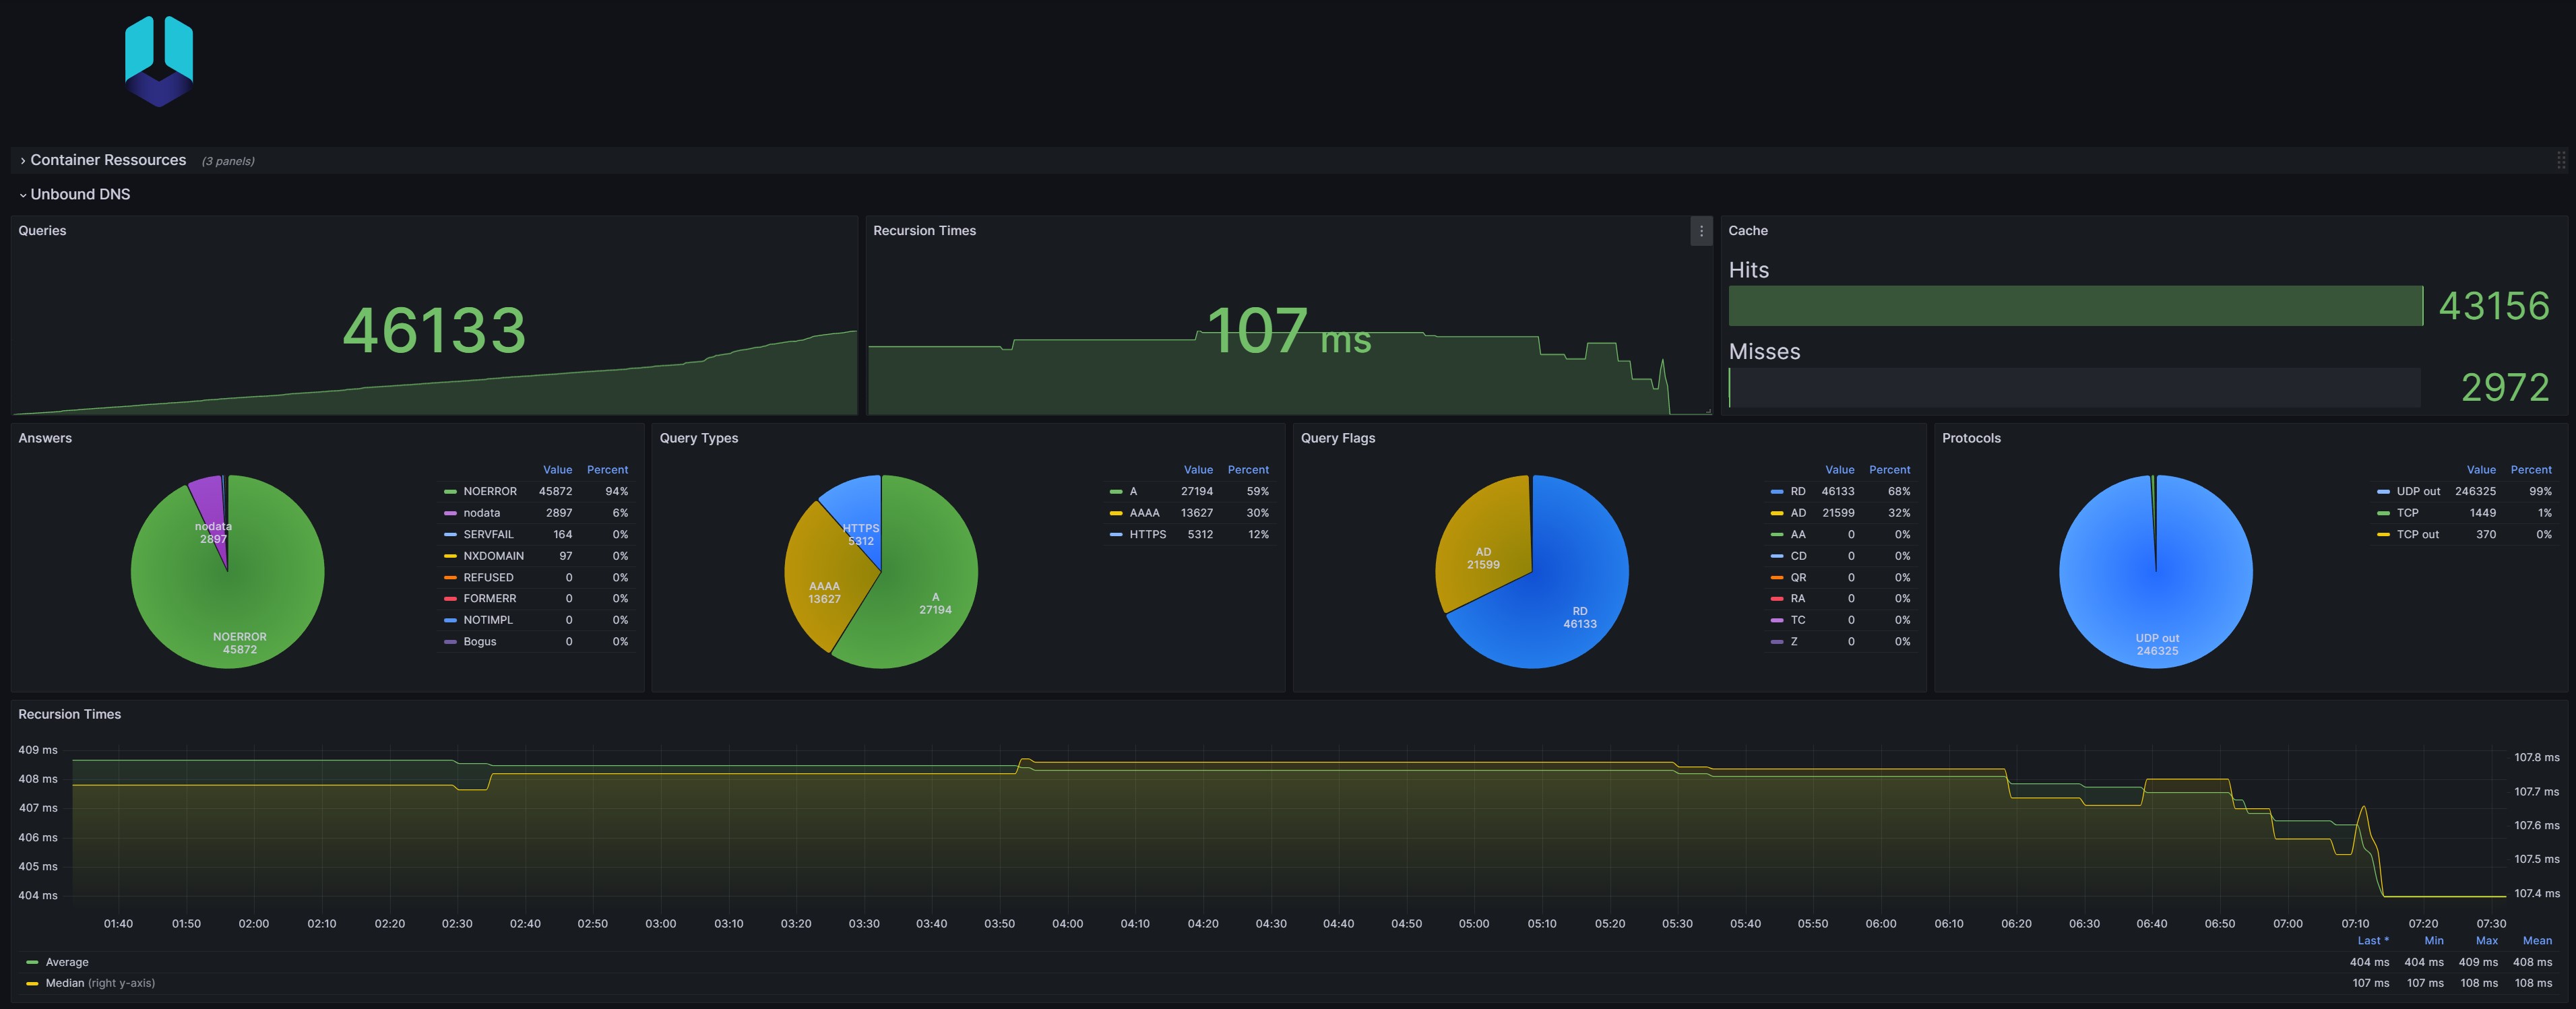 Container Ressources (3 panels)
Unbound DNS
Queries
46133
Recursion Times
107 ms
Cache
Hits
43156
Misses
2972
Answers
nodata
2897
NOERROR
45872
Value Percent
NOERROR 45872 94%
nodata 2897 6%
SERVFAIL 164 0%
NXDOMAIN 97 0%
REFUSED 0 0%
FORMERR 0 0%
NOTIMPL 0 0%
Bogus 0 0%
Query Types
HTTPS
5312
AAAA
13627
A
27194
Value Percent
A 27194 59%
AAAA 13627 30%
HTTPS 5312 12%
Query Flags
AD
21599
RD
46133
Value Percent
RD 46133 68%
AD 21599 32%
AA 0 0%
CD 0 0%
QR 0 0%
RA 0 0%
TC 0 0%
Z 0 0%
Protocols
UDP out
246325
Value Percent
UDP out 246325 99%
TCP 1449 1%
TCP out 370 0%
Recursion Times
409 ms
408 ms
407 ms
406 ms
405 ms
404 ms
107.8 ms
107.7 ms
107.6 ms
107.5 ms
107.4 ms
01:40 01:50 02:00 02:10 02:20 02:30 02:40 02:50 03:00 03:10 03:20 03:30 03:40 03:50 04:00 04:10 04:20 04:30 04:40 04:50 05:00 05:10 05:20 05:30 05:40 05:50 06:00 06:10 06:20 06:30 06:40 06:50 07:00 07:10 07:20 07:30
Last * Min Max Mean
Average 404 ms 404 ms 409 ms 408 ms
Median (right y-axis) 107 ms 107 ms 108 ms 108 ms